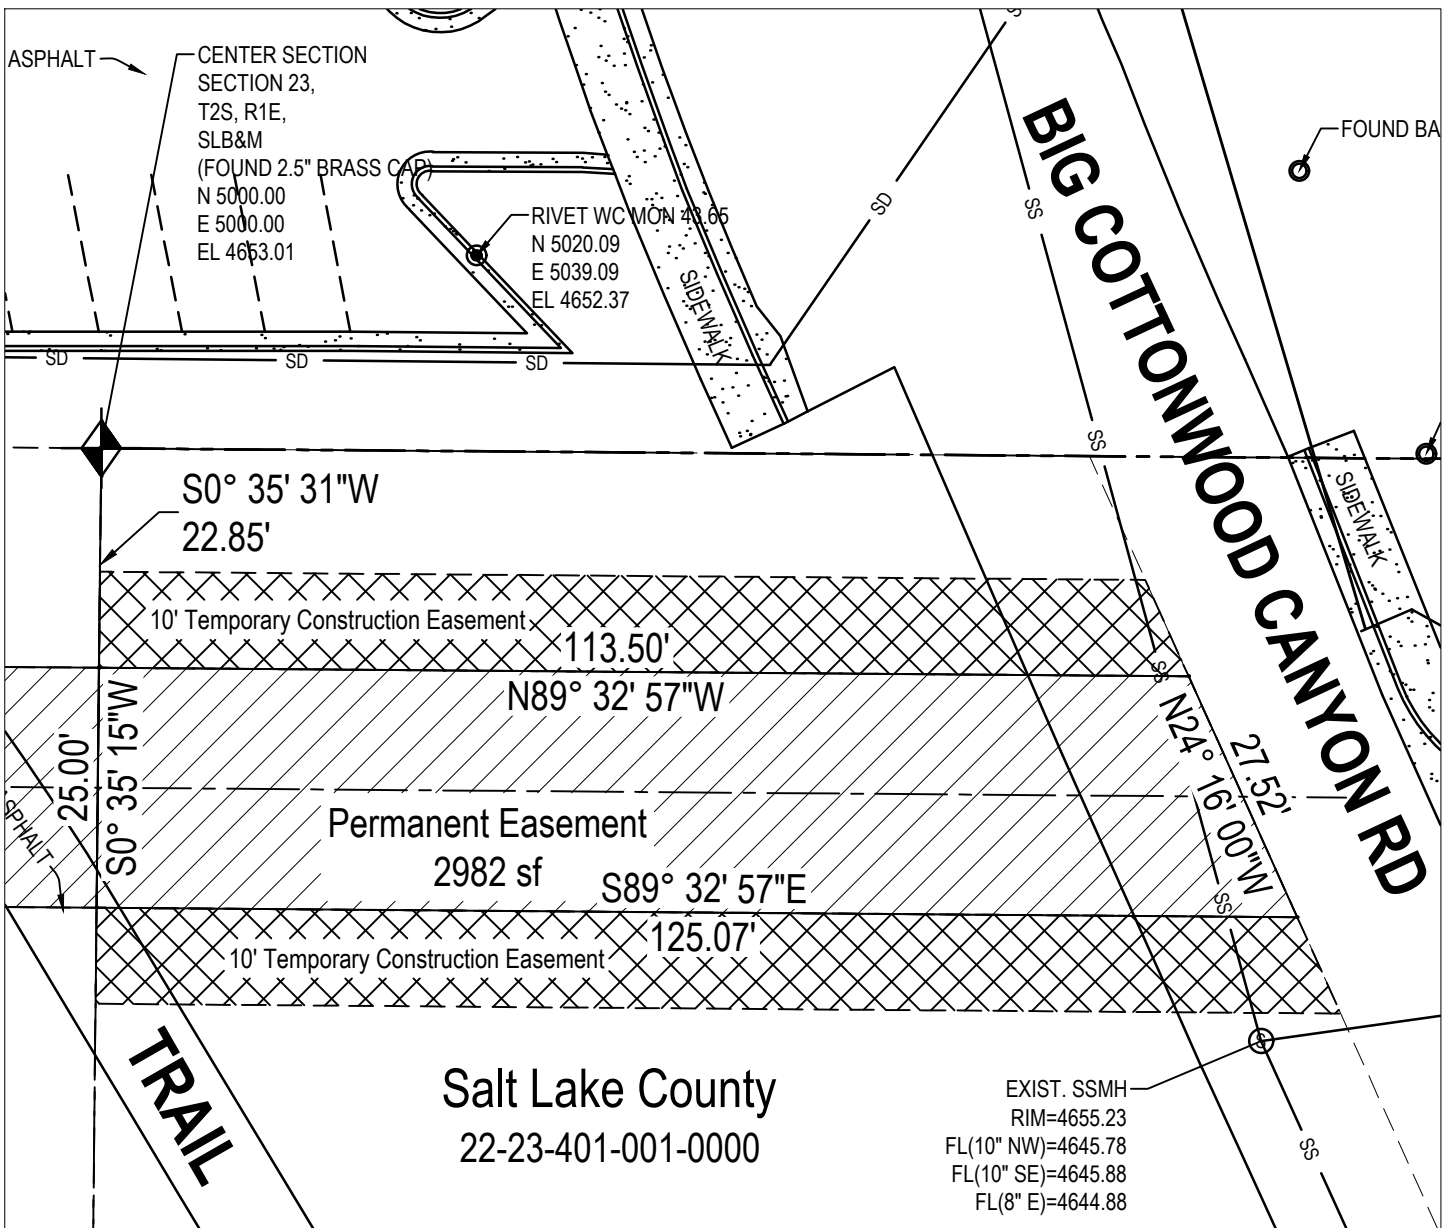 ASPHALT
CENTER SECTION
SECTION 23,
T2S, R1E,
SLB&M
(FOUND 2.5" BRASS CAP)
N 5000.00
E 5000.00
EL 4653.01
RIVET WC MON 43.65
N 5020.09
E 5039.09
EL 4652.37
SIDEWALK
SD
SD
SD
SD
SS
SS
SS
BIG COTTONWOOD CANYON RD
FOUND BA
SIDEWALK
S0° 35' 31"W
22.85'
10' Temporary Construction Easement
113.50'
N89° 32' 57"W
SS
25.00'
S0° 35' 15"W
N24° 16' 00"W
27.52'
SPHALT
Permanent Easement
2982 sf
S89° 32' 57"E
125.07'
SS
10' Temporary Construction Easement
TRAIL
Salt Lake County
22-23-401-001-0000
S
EXIST. SSMH
RIM=4655.23
FL(10" NW)=4645.78
FL(10" SE)=4645.88
FL(8" E)=4644.88
SS